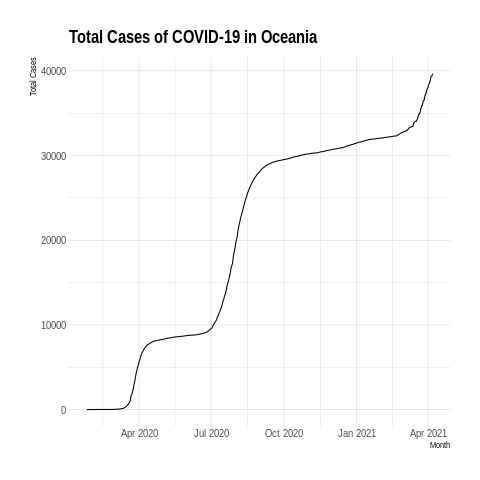 Total Cases of COVID-19 in Oceania
Total Cases
40000
30000
20000
10000
0
Apr 2020 Jul 2020 Oct 2020 Jan 2021 Apr 2021
Month